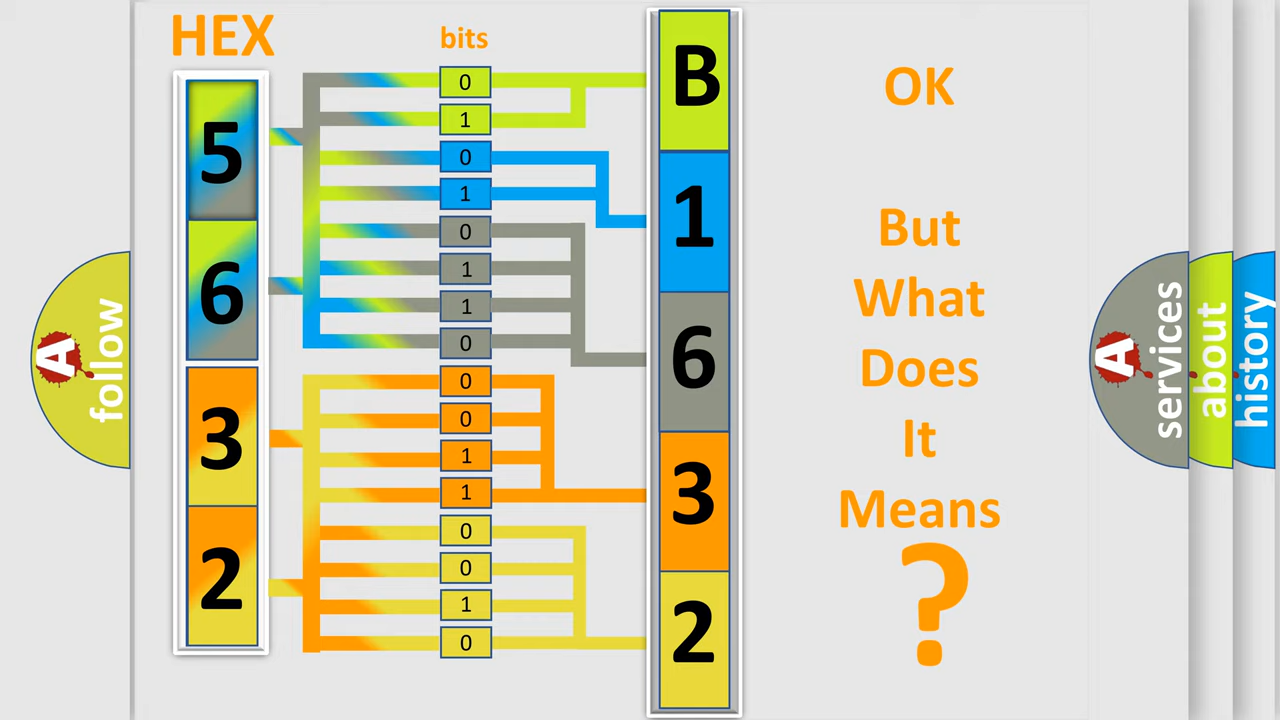 HEX
bits
5
6
3
2
0
1
0
1
0
1
1
0
0
0
1
1
0
0
1
0
B
1
6
3
2
OK
But
What
Does
It
Means
?
A
follow
A
services
about
history